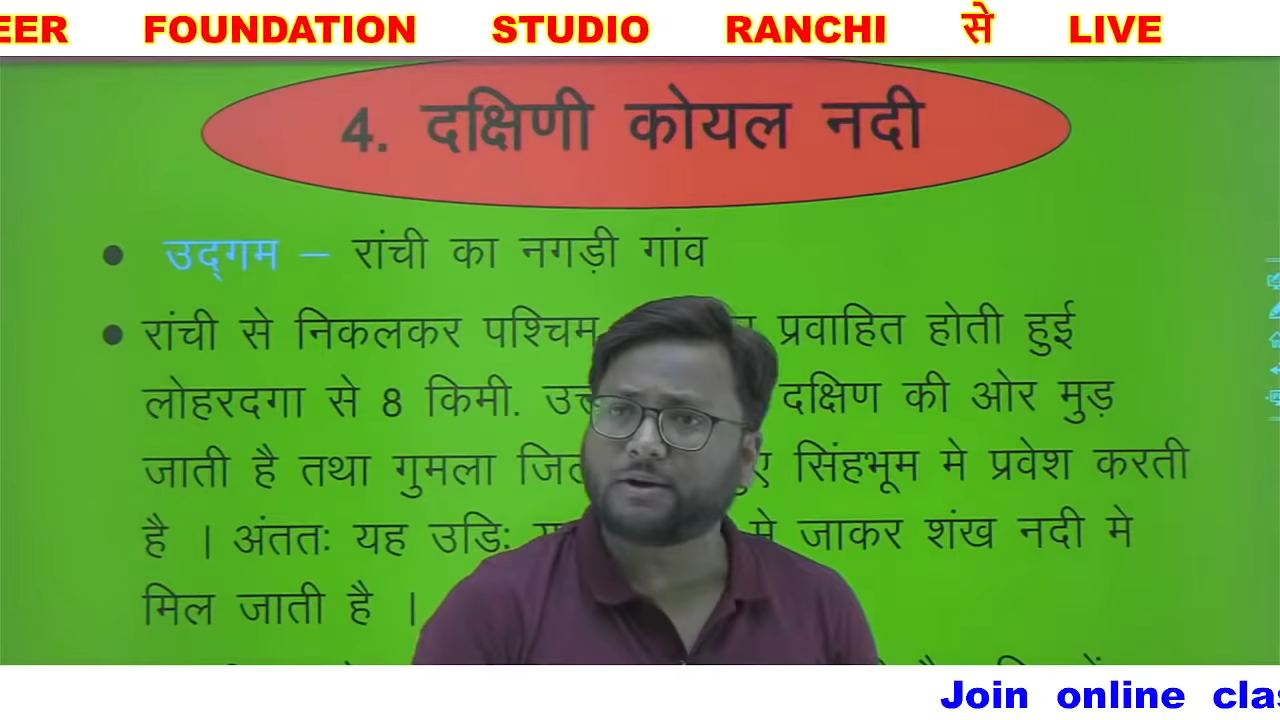 EER FOUNDATION STUDIO RANCHI से LIVE
4. दक्षिणी कोयल नदी
उद्गम – रांची का नगड़ी गांव
रांची से निकलकर पश्चिम प्रवाहित होती हुई
लोहरदगा से 8 किमी. दक्षिण की ओर मुड़
जाती है तथा गुमला सिंहभूम मे प्रवेश करती
है । अंततः यह मे जाकर शंख नदी मे
मिल जाती है ।
Join online clas